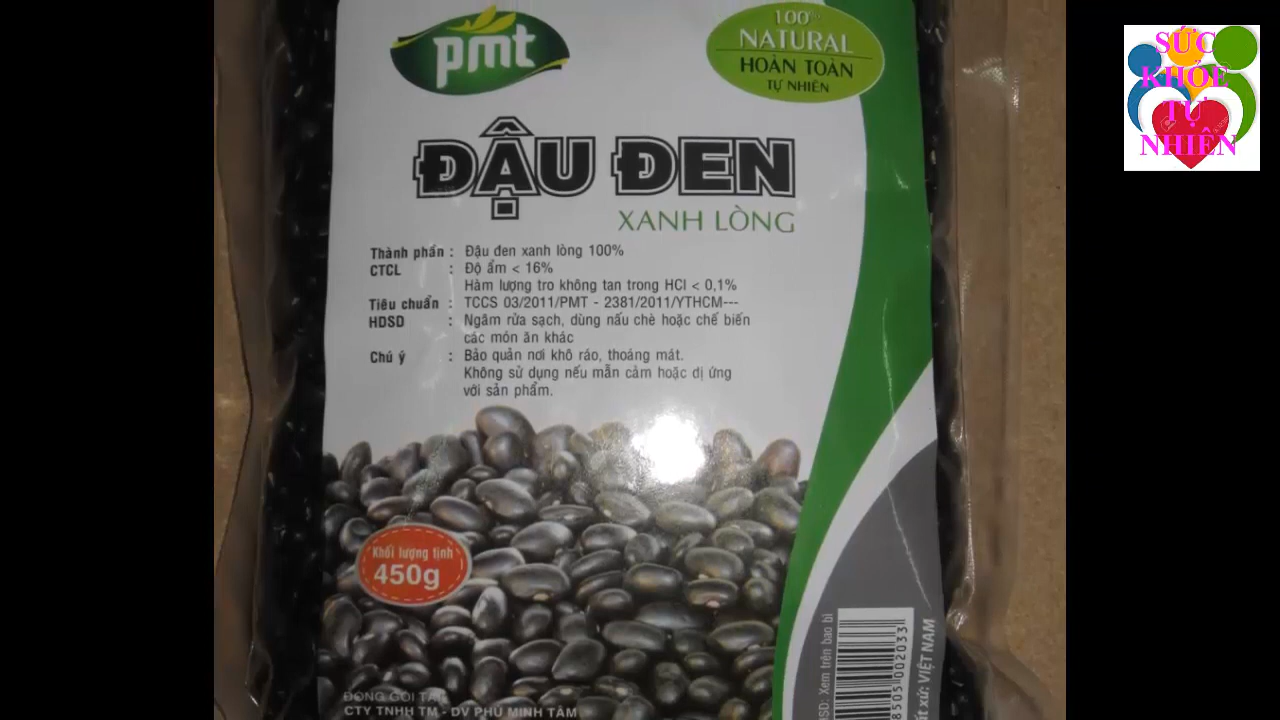 pmt
100%
NATURAL
HOÀN TOÀN
TỰ NHIÊN
SỨC
KHỎE
TỰ
NHIÊN
ĐẬU ĐEN
XANH LÒNG
Thành phần : Đậu đen xanh lòng 100%
CTCL : Độ ẩm < 16%
Hàm lượng tro không tan trong HCl < 0,1%
Tiêu chuẩn : TCCS 03/2011/PMT - 2381/2011/YTHCM---
HDSD : Ngâm rửa sạch, dùng nấu chè hoặc chế biến
các món ăn khác
Chú ý : Bảo quản nơi khô ráo, thoáng mát.
Không sử dụng nếu mẫn cảm hoặc dị ứng
với sản phẩm.
Khối lượng tịnh
450g
ĐÓNG GÓI TẠI
CTY TNHH TM - DV PHÚ MINH TÂM
Xem trên bao bì
8505 002033
VIỆT NAM